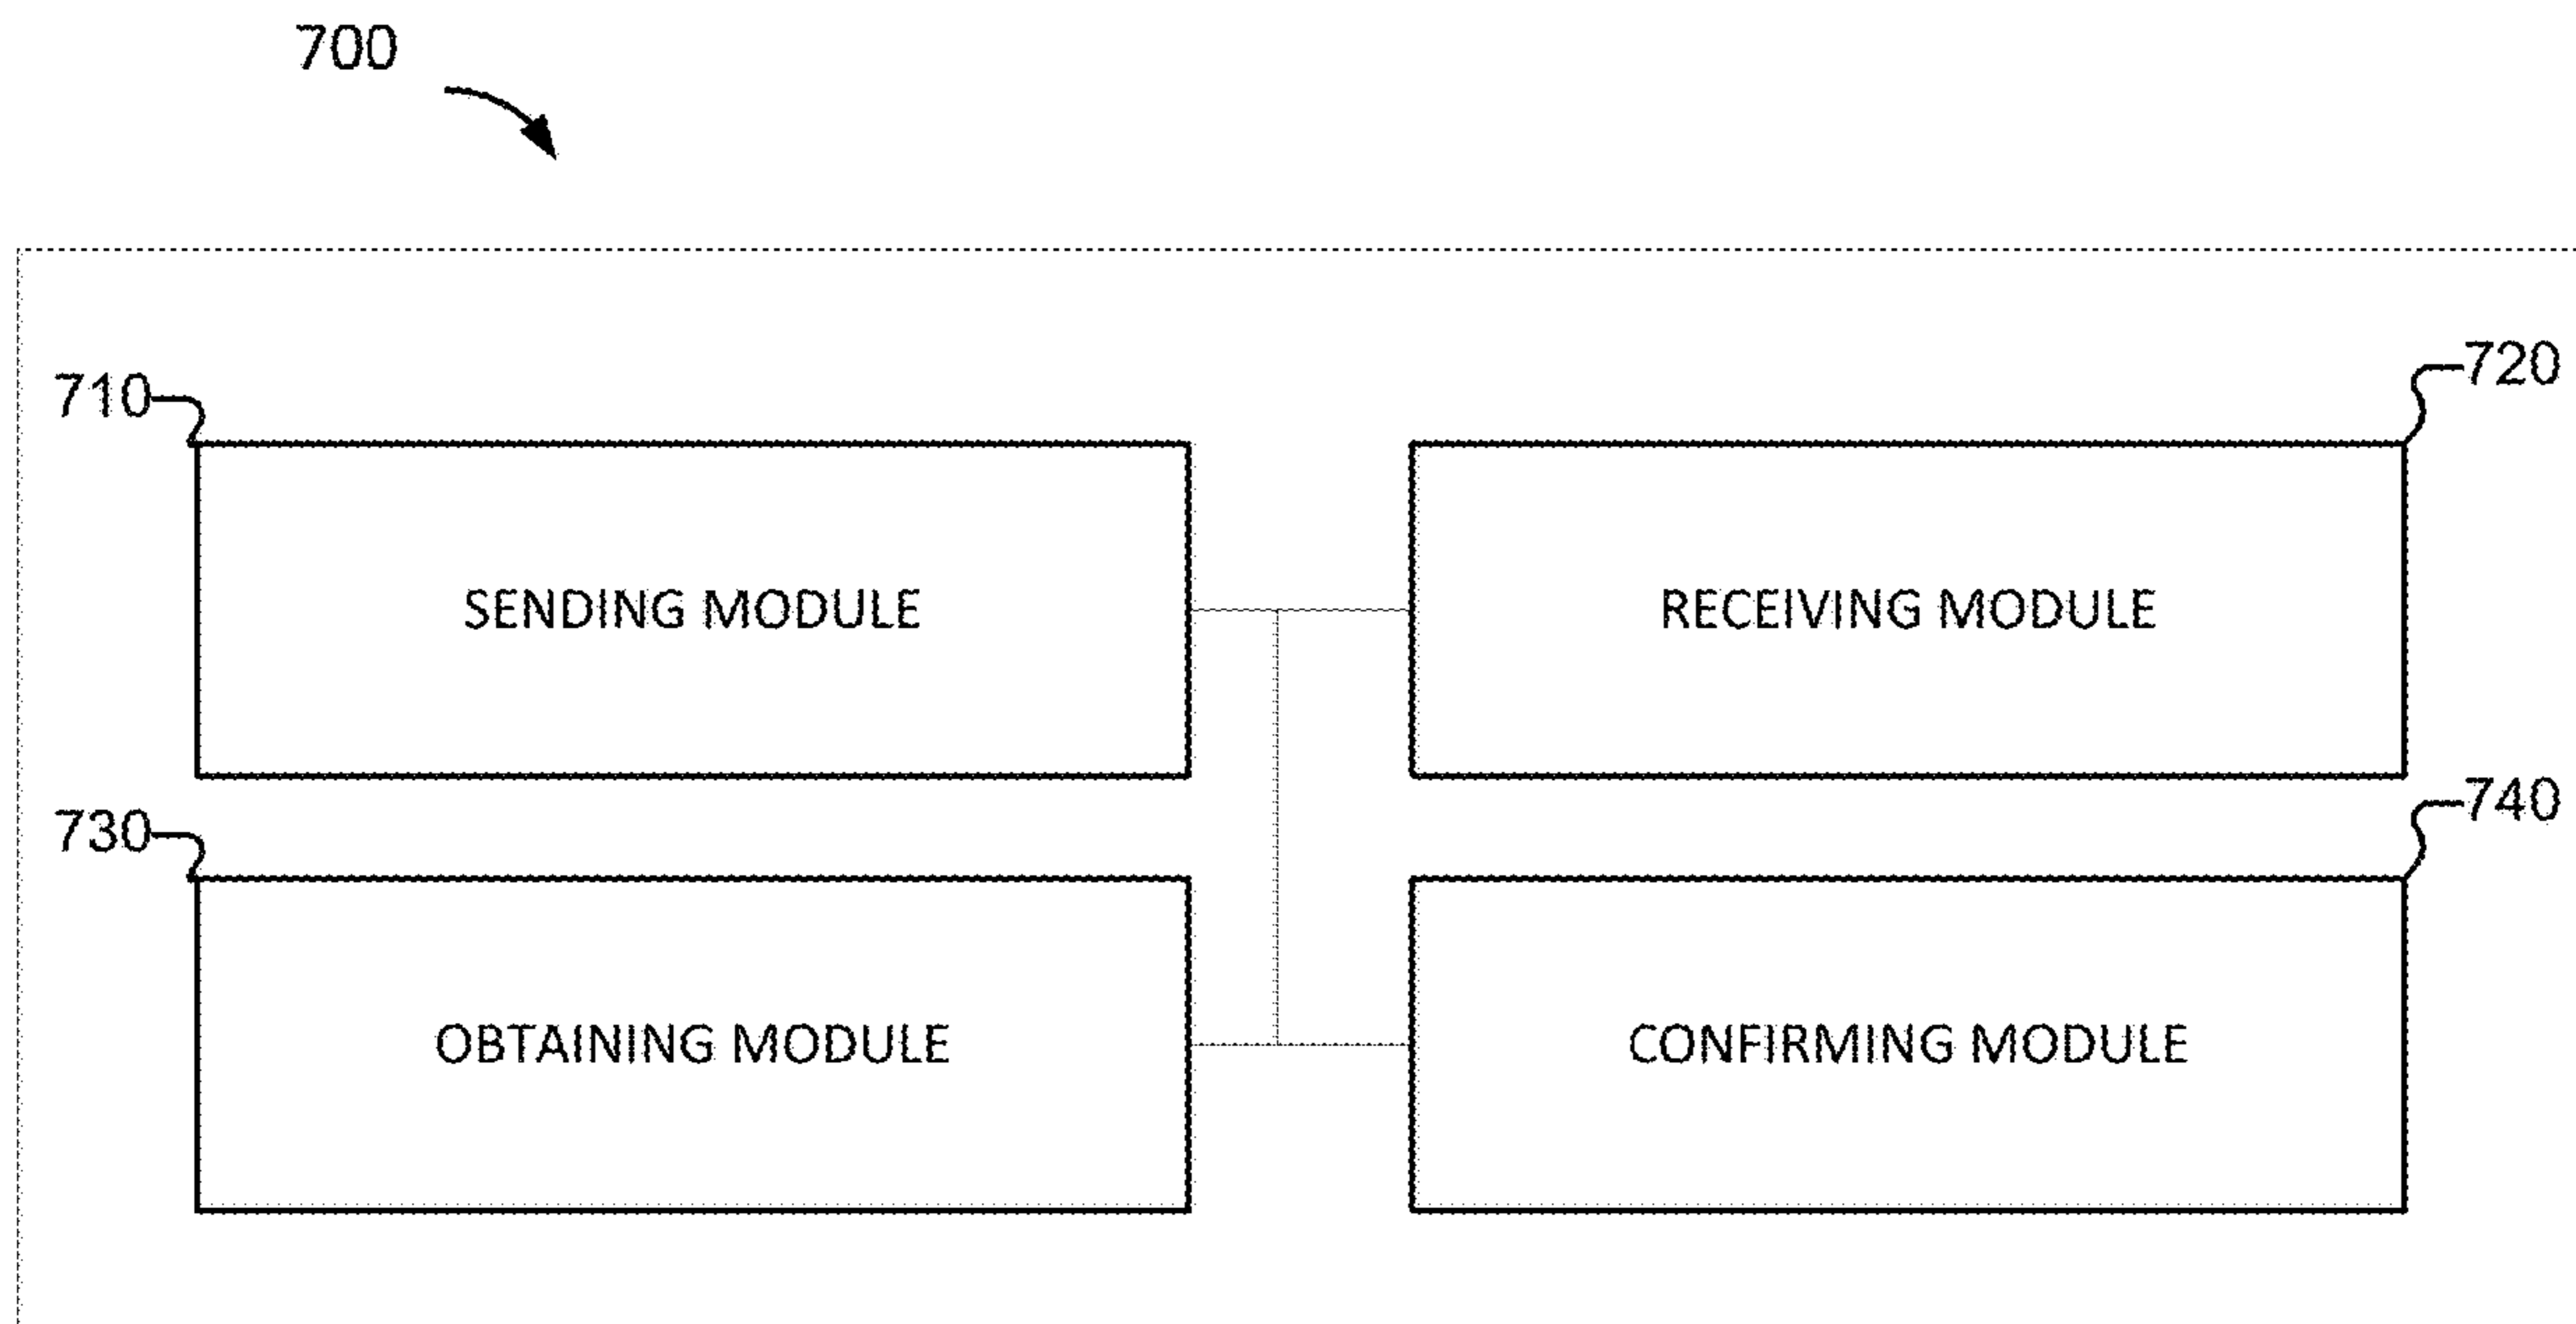 700
710
720
SENDING MODULE
RECEIVING MODULE
730
740
OBTAINING MODULE
CONFIRMING MODULE